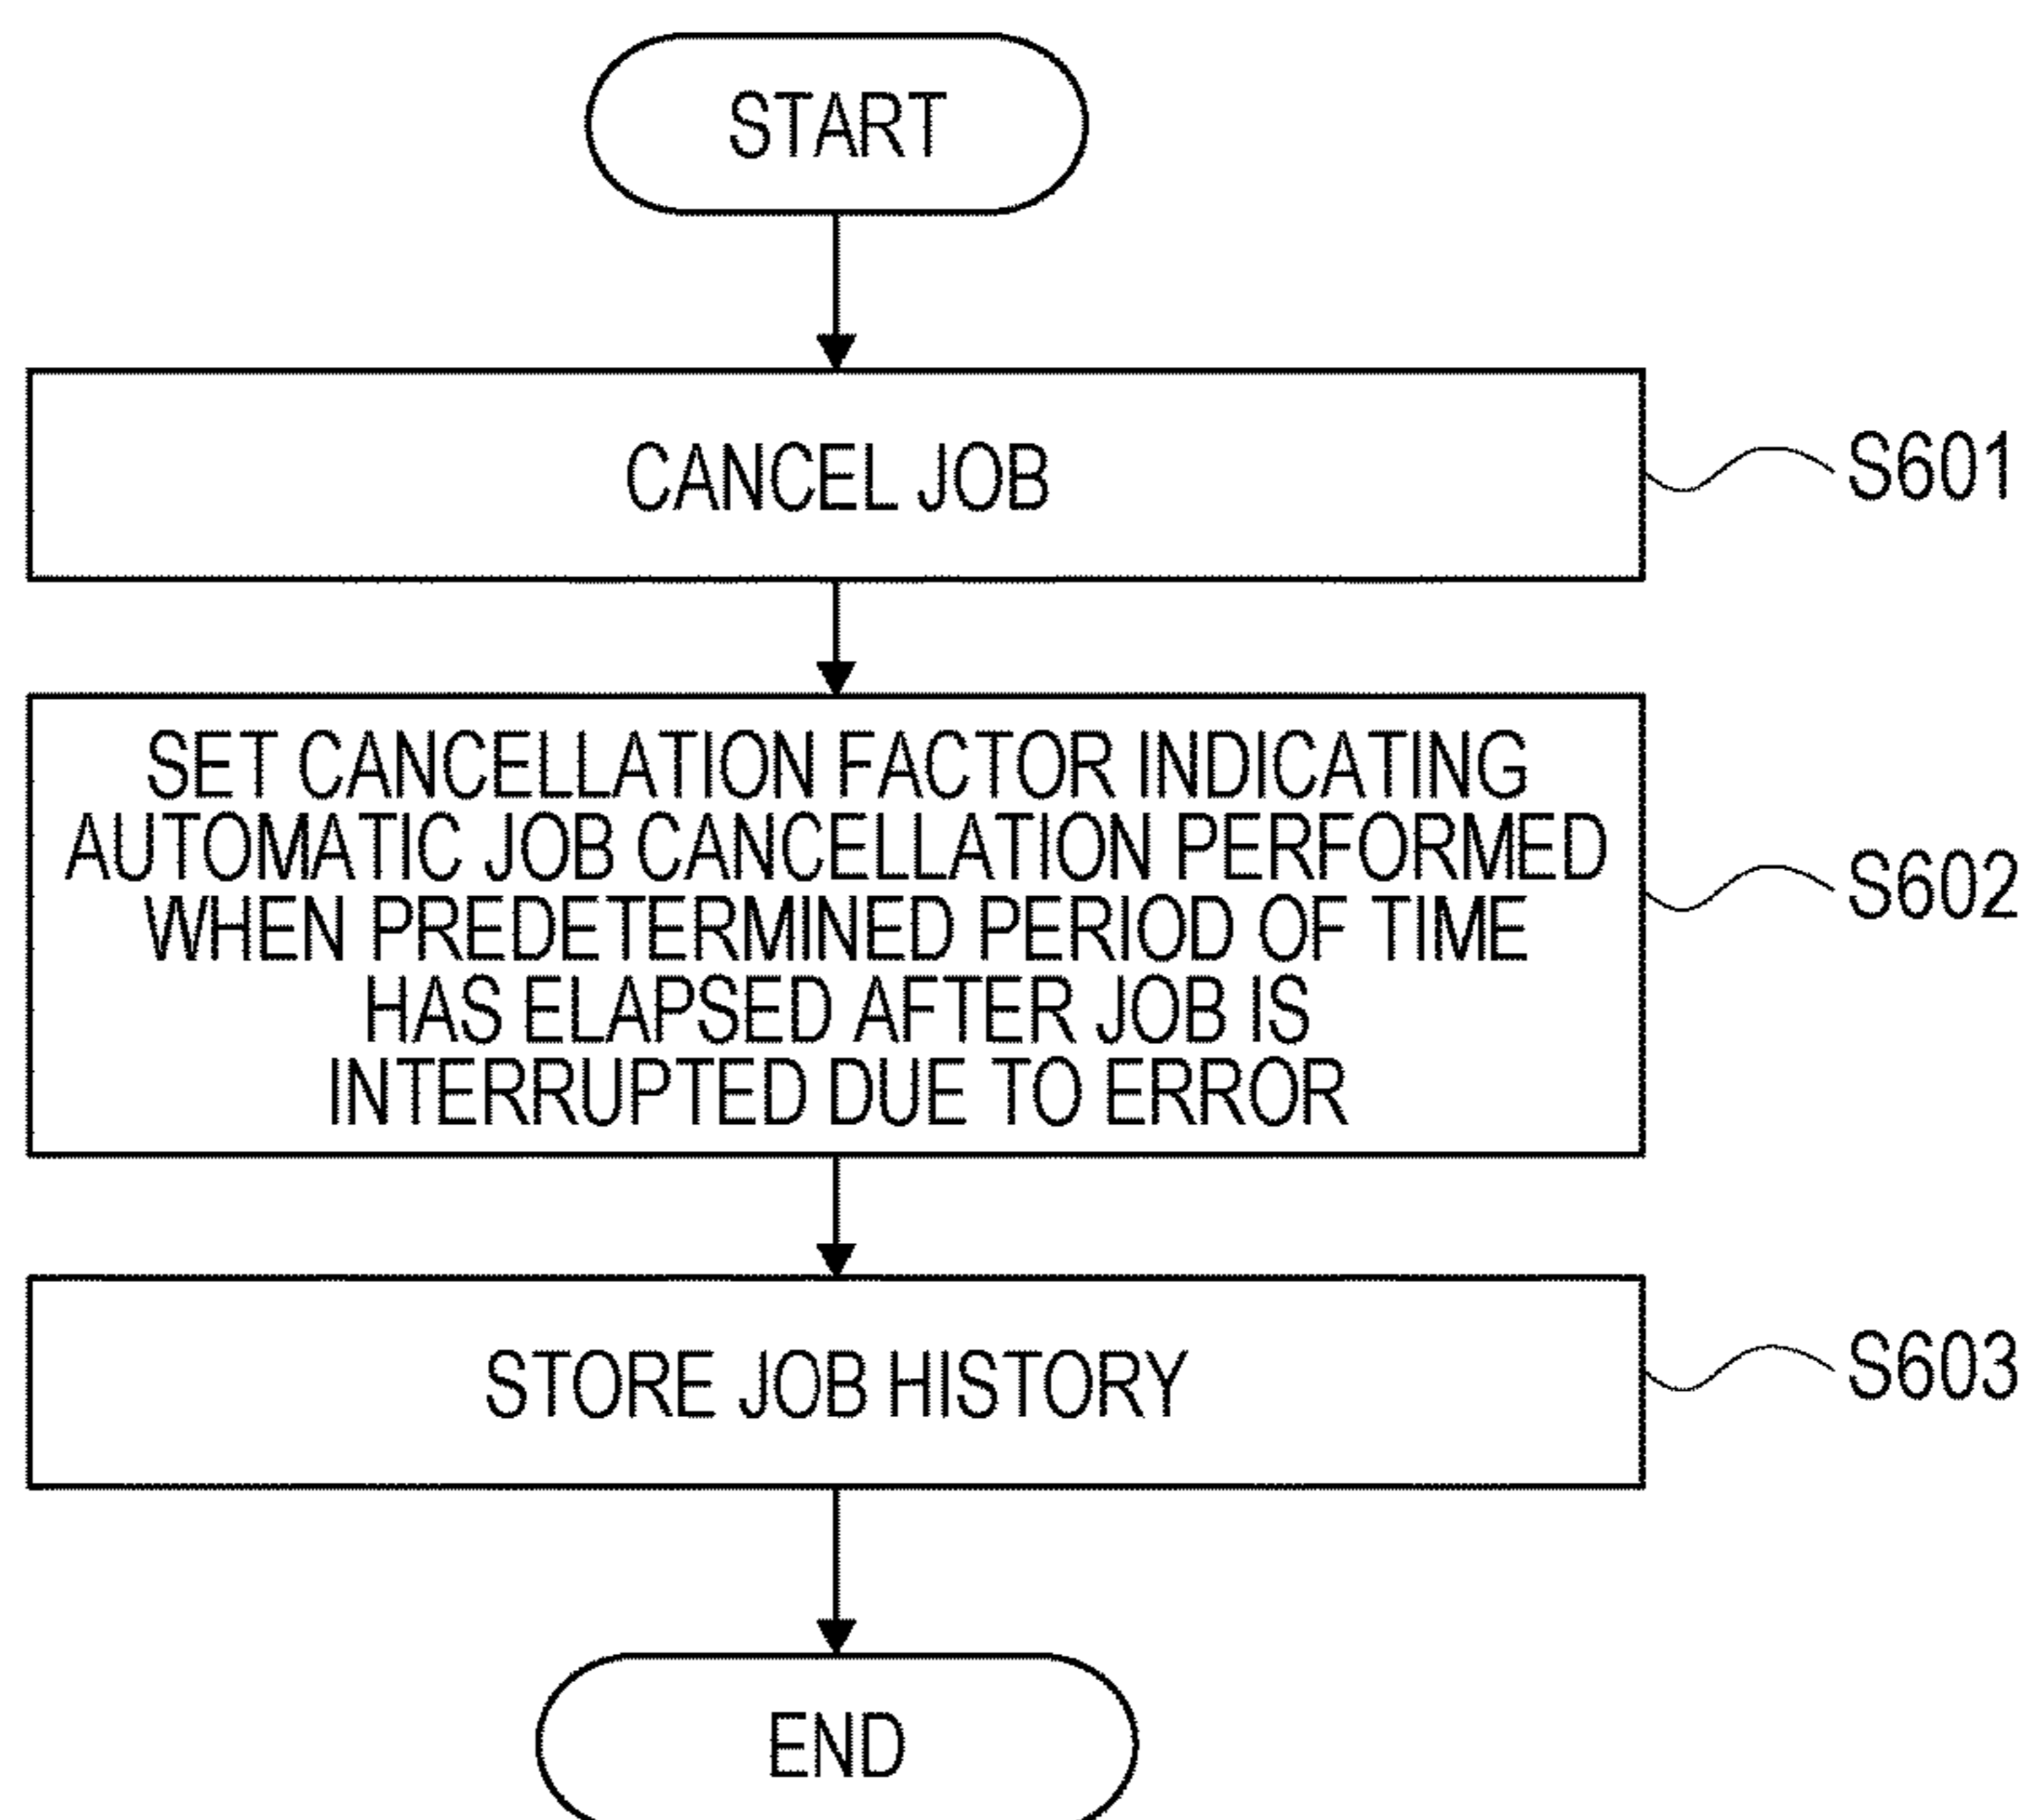 START
CANCEL JOB
S601
SET CANCELLATION FACTOR INDICATING
AUTOMATIC JOB CANCELLATION PERFORMED
WHEN PREDETERMINED PERIOD OF TIME
HAS ELAPSED AFTER JOB IS
INTERRUPTED DUE TO ERROR
S602
STORE JOB HISTORY
S603
END